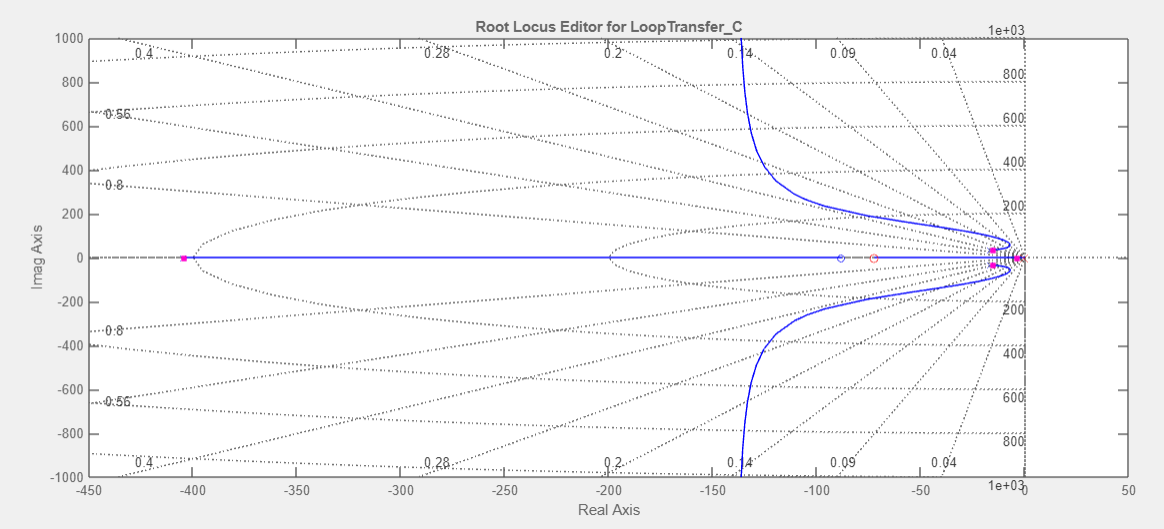 Root Locus Editor for LoopTransfer_C
1000 0.4 0.28 0.2 0.14 0.09 0.04 1e+03
800 800
600 0.56 600
400 400
0.8
200 200
0
-200 200
0.8
-400 400
-600 0.56 600
-800 800
-1000 0.4 0.28 0.2 0.14 0.09 0.04 1e+03
-450 -400 -350 -300 -250 -200 -150 -100 -50 0 50
Real Axis
Imag Axis